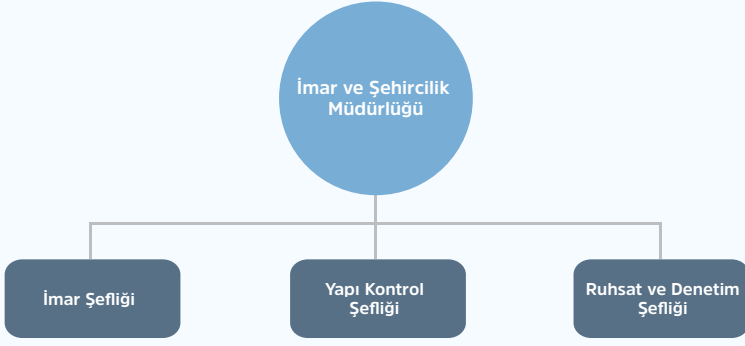 İmar ve Şehircilik
Müdürlüğü
İmar Şefliği
Yapı Kontrol
Şefliği
Ruhsat ve Denetim
Şefliği